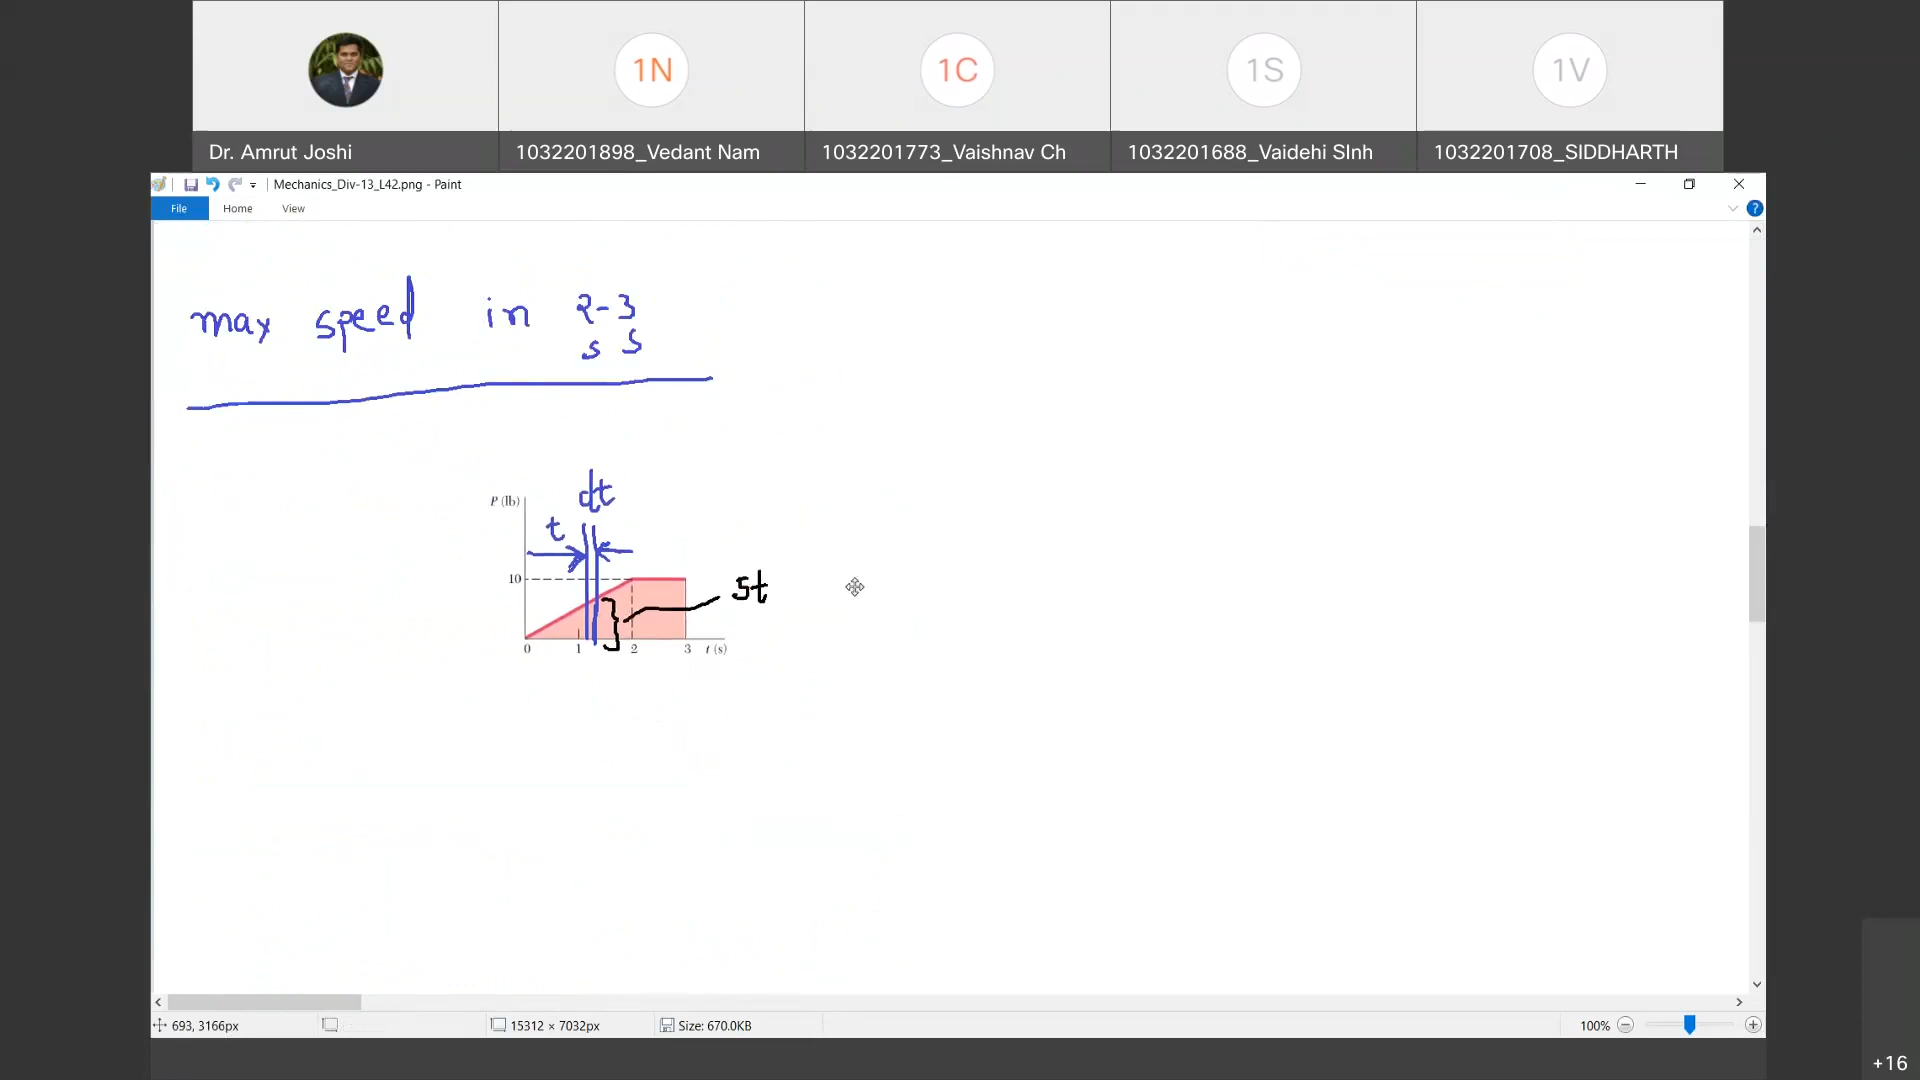 1N
1C
1S
1V
Dr. Amrut Joshi
1032201898_Vedant Nam
1032201773_Vaishnav Ch
1032201688_Vaidehi SInh
1032201708_SIDDHARTH
Mechanics_Div-13_L42.png - Paint
File Home View
?
max speed in 2-3
s s
dt
P (lb)
t
10
5t
0 1 2 3 t (s)
693, 3166px
15312 × 7032px
Size: 670.0KB
100%
+16